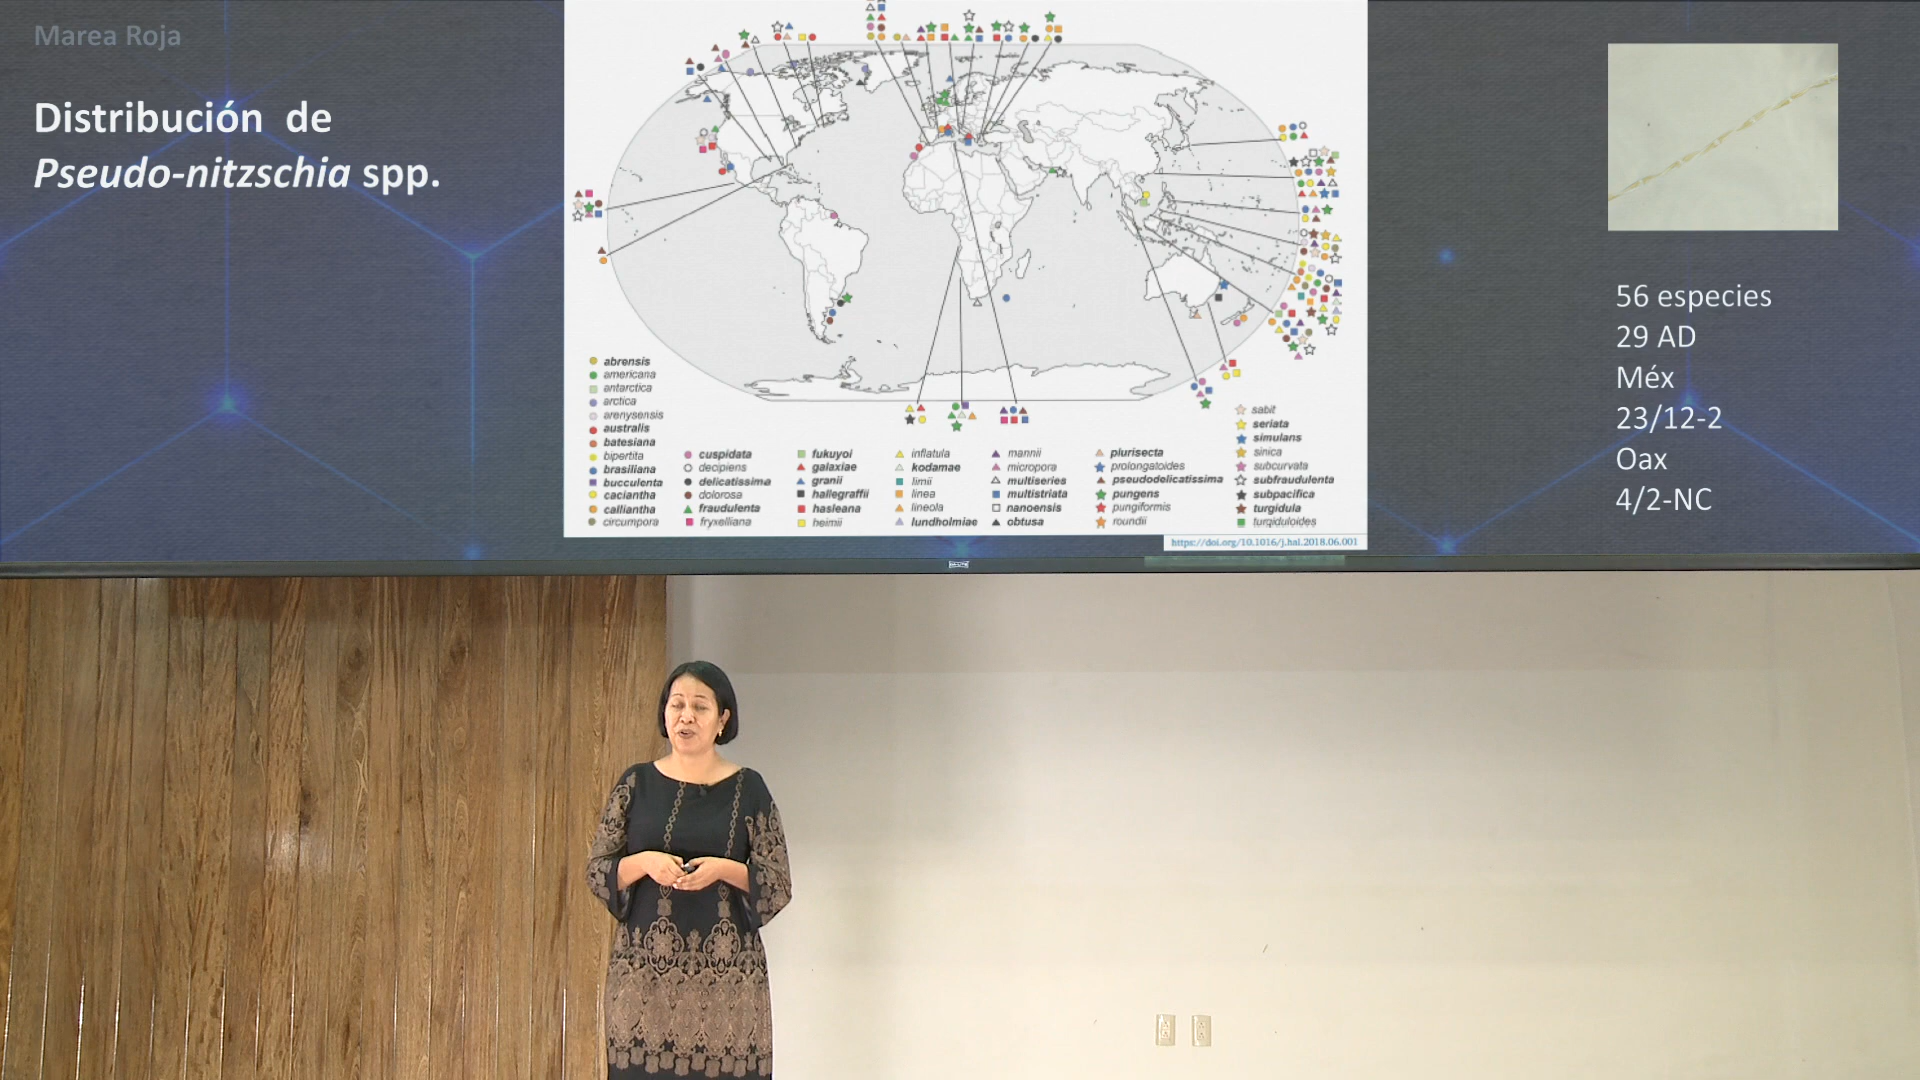 Marea Roja
Distribución de
Pseudo-nitzschia spp.
abrensis
americana
antarctica
arctica
arenysensis
australis
batesiana
bipertita
brasiliana
bucculenta
caciantha
calliantha
circumpora
cuspidata
decipiens
delicatissima
dolorosa
fraudulenta
fryxelliana
fukuyoi
galaxiae
granii
hallegraffii
hasleana
heimii
inflatula
kodamae
limii
linea
lineola
lundholmiae
mannii
micropora
multiseries
multistriata
nanoensis
obtusa
plurisecta
prolongatoides
pseudodelicatissima
pungens
pungiformis
roundii
sabit
seriata
simulans
sinica
subcurvata
subfraudulenta
subpacifica
turgidula
turgiduloides
https://doi.org/10.1016/j.hal.2018.06.001
56 especies
29 AD
Méx
23/12-2
Oax
4/2-NC